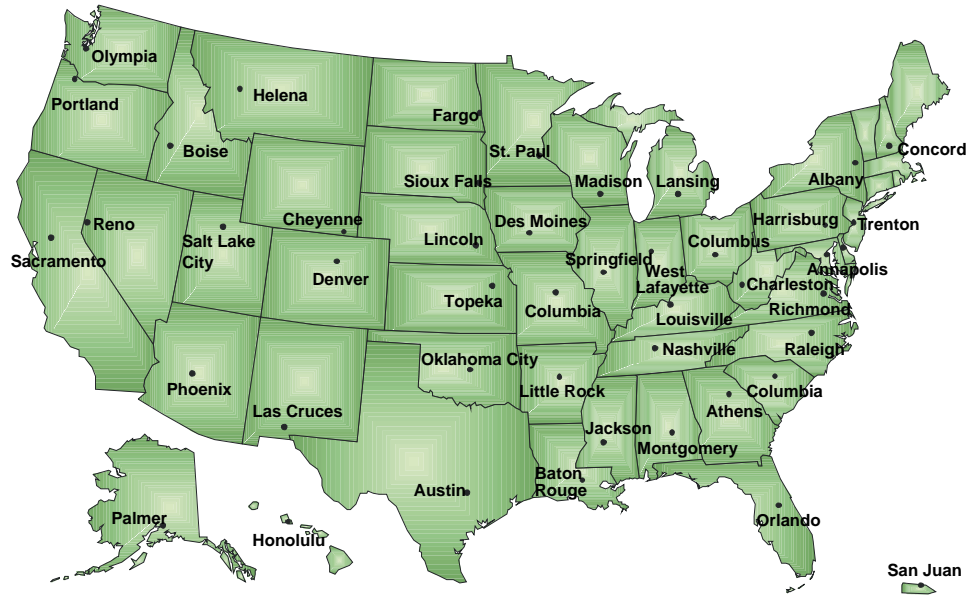 Olympia
Portland
Helena
Fargo
Boise
St. Paul
Concord
Albany
Sioux Falls
Madison
Lansing
Cheyenne
Reno
Des Moines
Harrisburg
Trenton
Salt Lake
City
Lincoln
Columbus
Sacramento
Springfield
West
Lafayette
Annapolis
Denver
Charleston
Topeka
Columbia
Richmond
Louisville
Nashville
Raleigh
Oklahoma City
Phoenix
Little Rock
Columbia
Las Cruces
Athens
Jackson
Montgomery
Baton
Rouge
Austin
Palmer
Orlando
Honolulu
San Juan